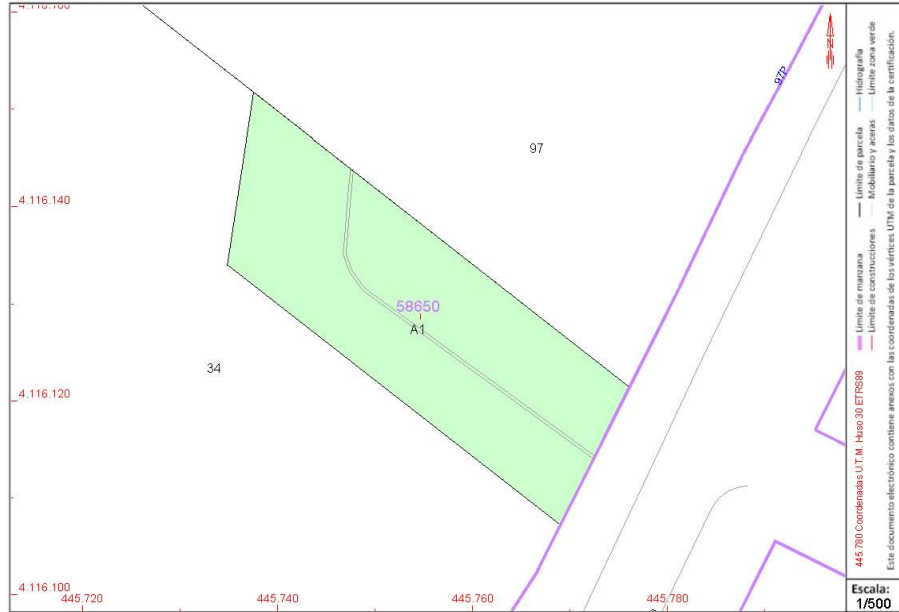 4.116.160
97P
97
4.116.140
58650
A1
34
4.116.120
4.116.100
445.720
445.740
445.760
445.780
445.780 Coordenadas U.T.M. Huso 30 ETRS89
Límite de manzana
Límite de parcela
Hidrografía
Límite de construcciones
Mobiliario y aceras
Límite zona verde
Este documento electrónico contiene anexos con las coordenadas de los vértices UTM de la parcela y los datos de la certificación.
Escala:
1/500